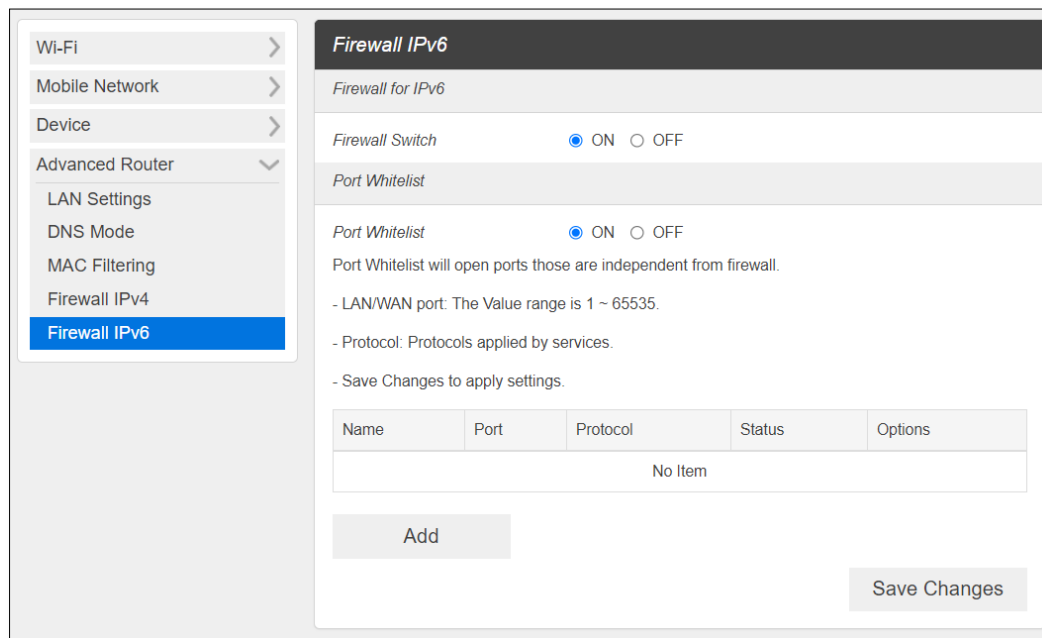 Wi-Fi
Mobile Network
Device
Advanced Router
LAN Settings
DNS Mode
MAC Filtering
Firewall IPv4
Firewall IPv6
Firewall IPv6
Firewall for IPv6
Firewall Switch ON OFF
Port Whitelist
Port Whitelist ON OFF
Port Whitelist will open ports those are independent from firewall.
- LAN/WAN port: The Value range is 1 ~ 65535.
- Protocol: Protocols applied by services.
- Save Changes to apply settings.
Name Port Protocol Status Options
No Item
Add
Save Changes